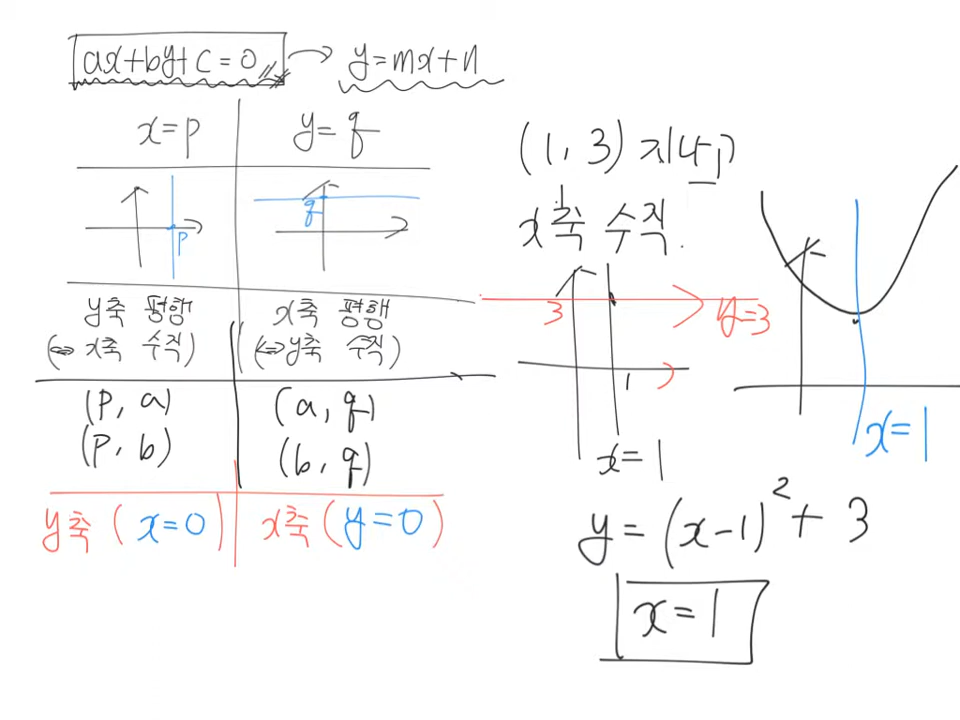 ax+by+c=0 → y=mx+n
x=p
y=q
p
q
y축 평행
(⇔ x축 수직)
x축 평행
(⇔ y축 수직)
(p, a)
(p, b)
(a, q)
(b, q)
y축 (x=0)
x축 (y=0)
(1, 3) 지나고
x축 수직.
3
y=3
1
x=1
x=1
y=(x-1)²+3
x=1